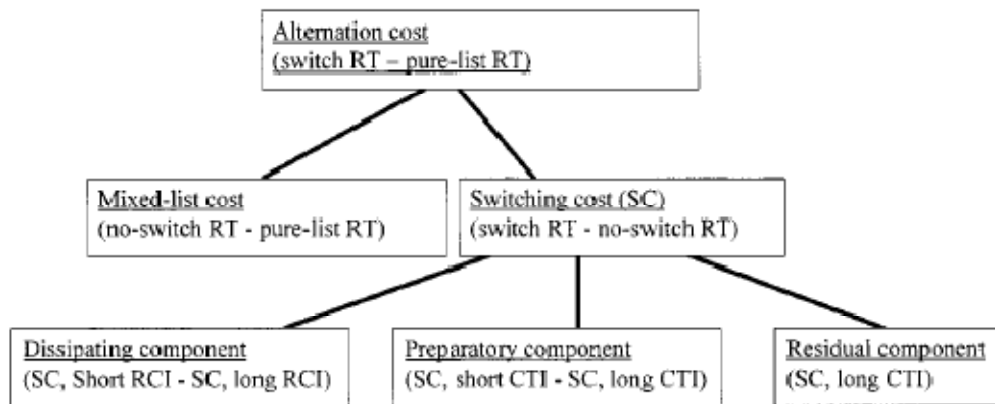 Alternation cost
(switch RT – pure-list RT)
Mixed-list cost
(no-switch RT - pure-list RT)
Switching cost (SC)
(switch RT - no-switch RT)
Dissipating component
(SC, Short RCI - SC, long RCI)
Preparatory component
(SC, short CTI - SC, long CTI)
Residual component
(SC, long CTI)